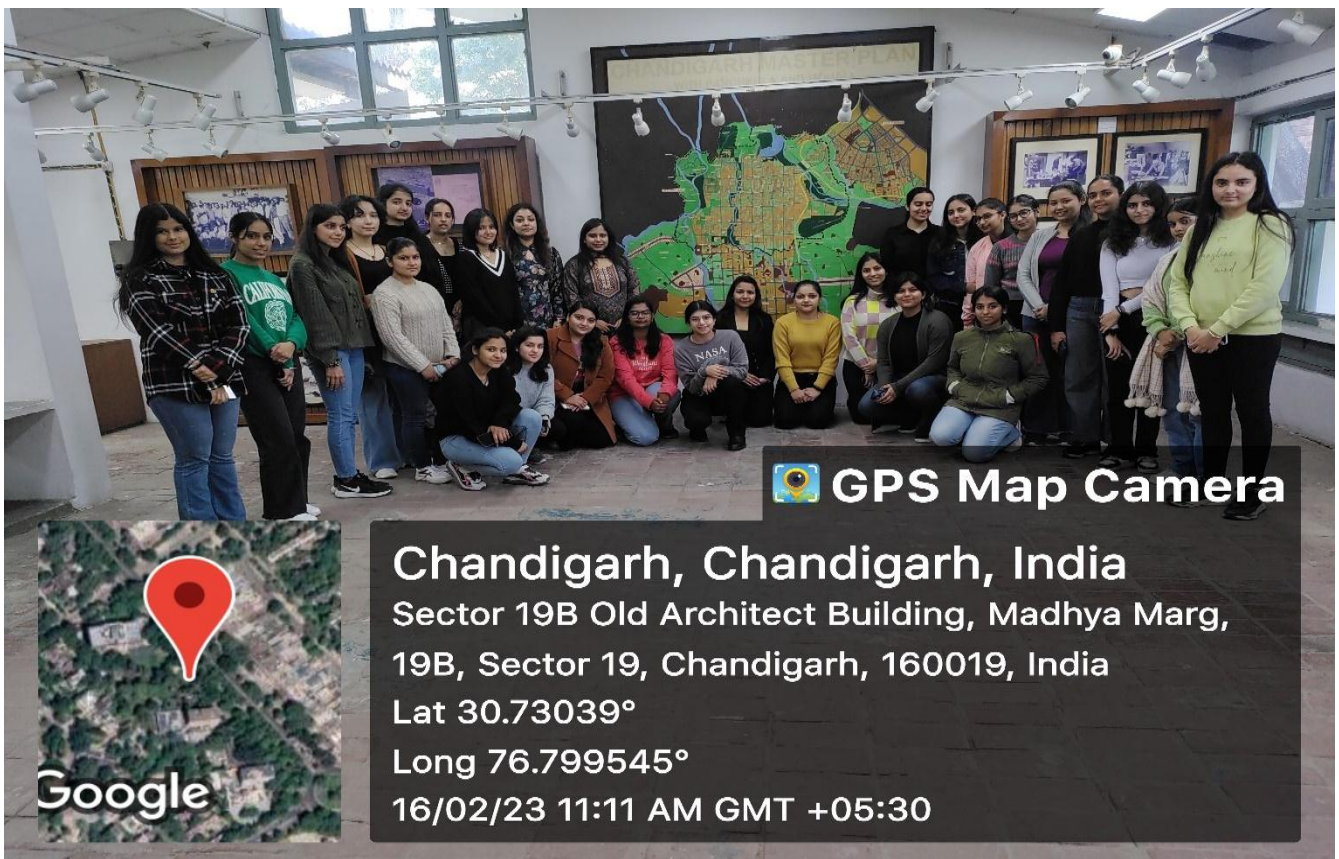 CHANDIGARH MASTER PLAN
CALIFORNIA
NASA
GPS Map Camera
Chandigarh, Chandigarh, India
Sector 19B Old Architect Building, Madhya Marg,
19B, Sector 19, Chandigarh, 160019, India
Lat 30.73039°
Long 76.799545°
16/02/23 11:11 AM GMT +05:30
Google